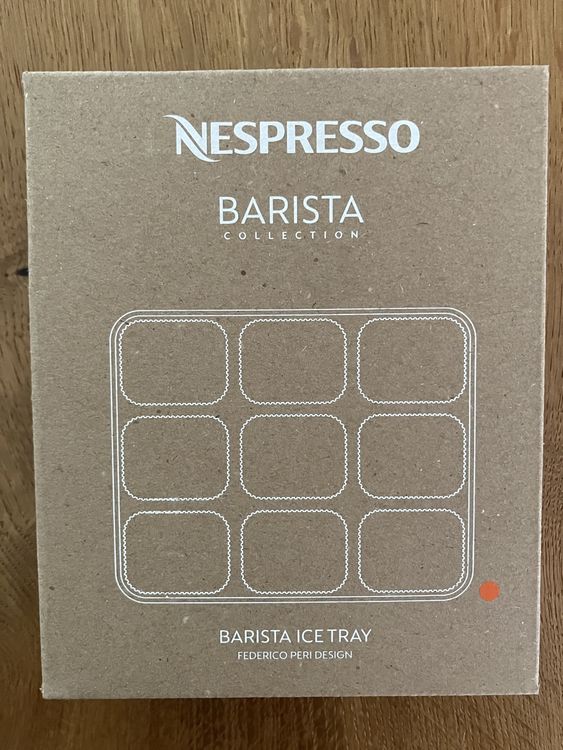 NESPRESSO
BARISTA
COLLECTION
BARISTA ICE TRAY
FEDERICO PERI DESIGN